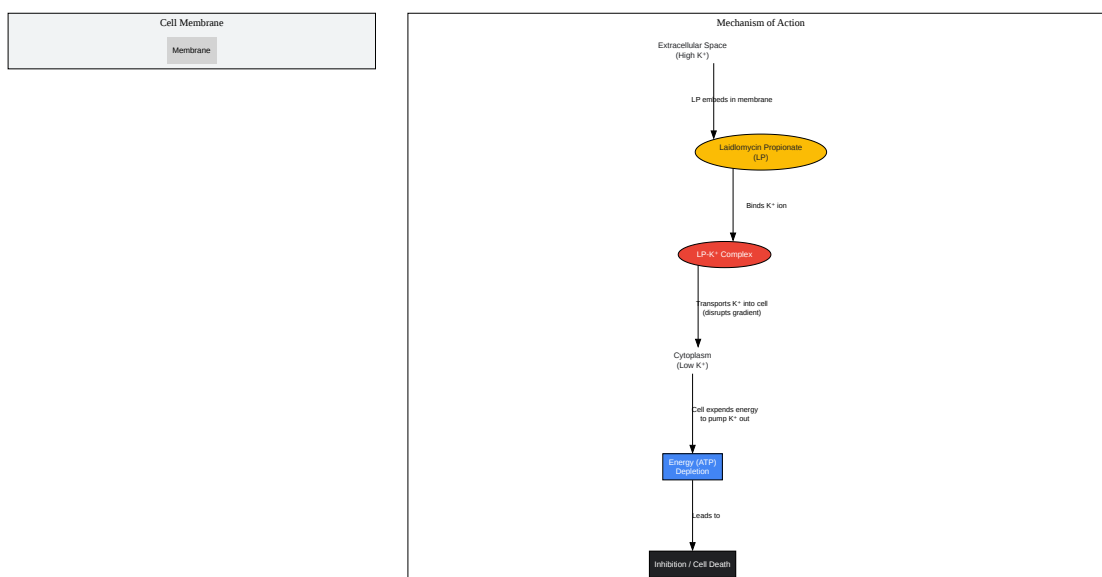 Cell Membrane
Membrane
Mechanism of Action
Extracellular Space
(High K⁺)
LP embeds in membrane
Laidlomycin Propionate
(LP)
Binds K⁺ ion
LP-K⁺ Complex
Transports K⁺ into cell
(disrupts gradient)
Cytoplasm
(Low K⁺)
Cell expends energy
to pump K⁺ out
Energy (ATP)
Depletion
Leads to
Inhibition / Cell Death